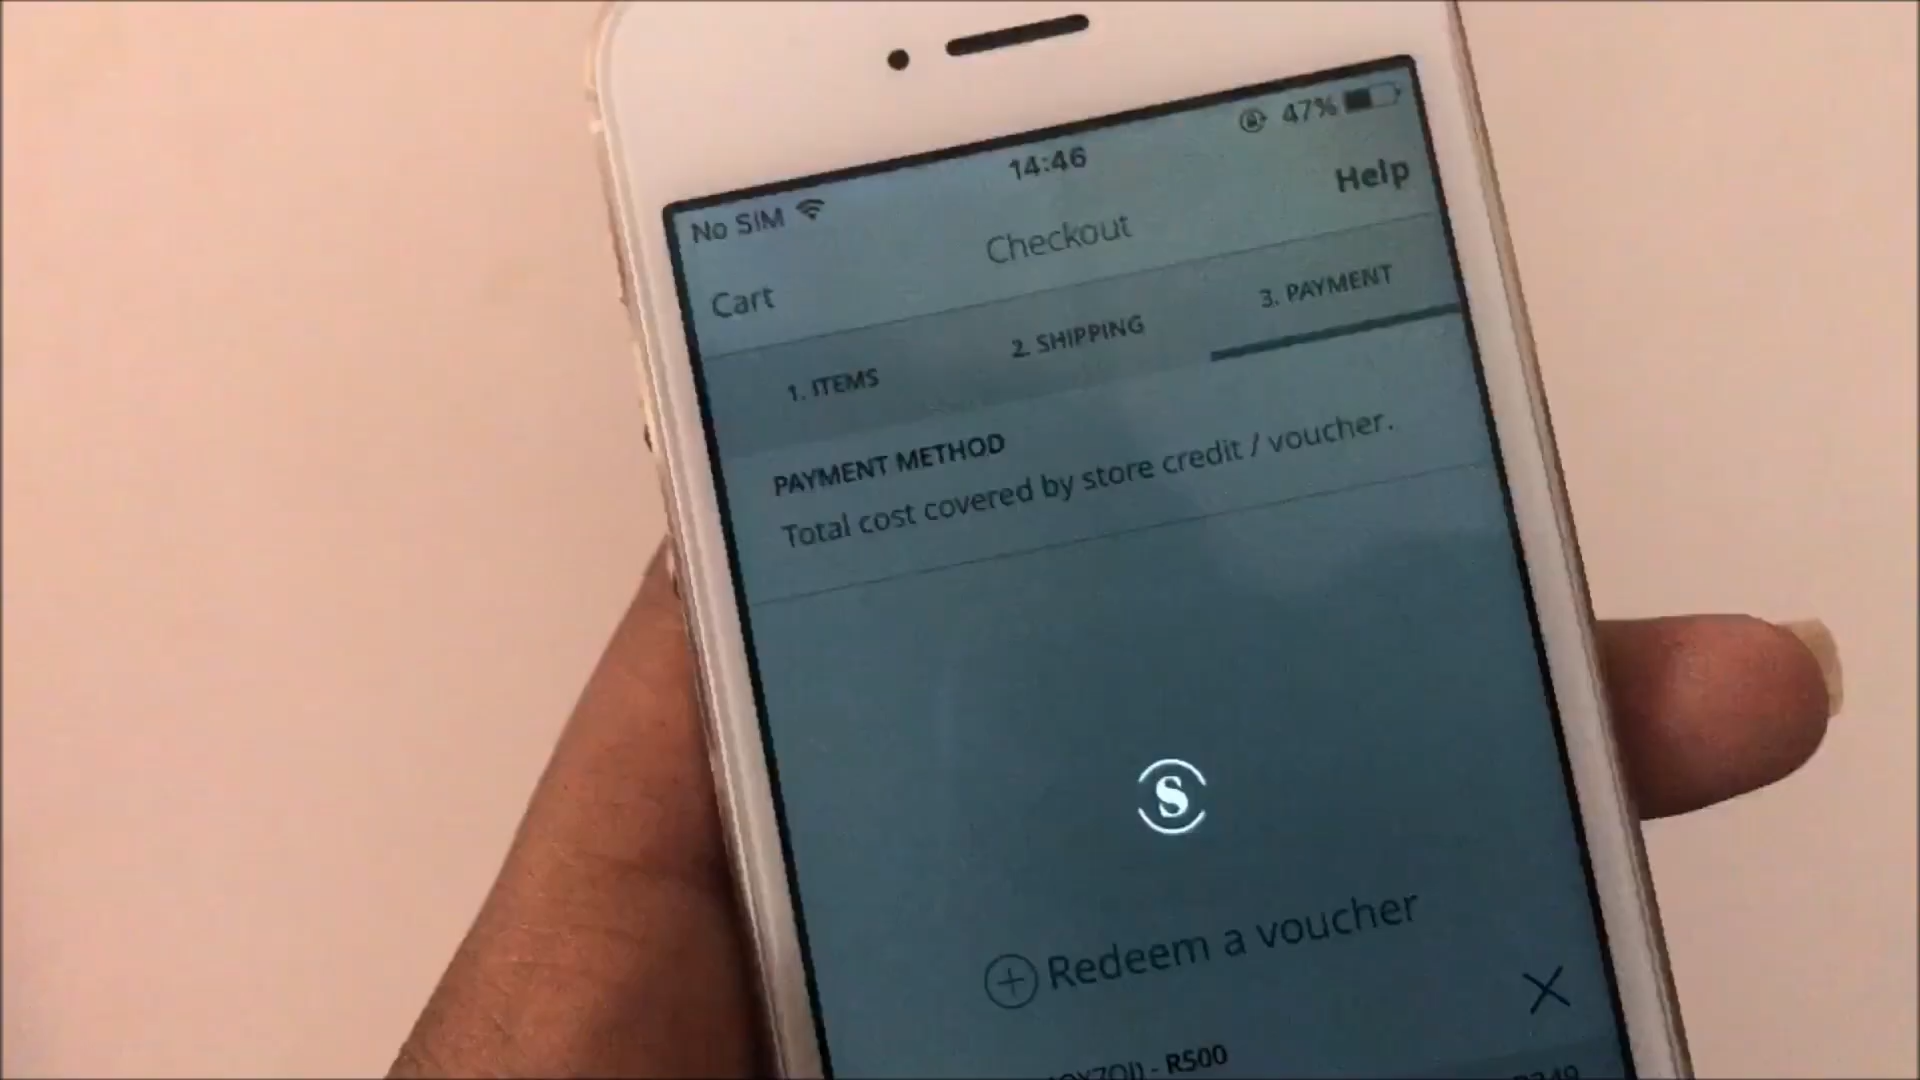 No SIM 14:46 47%
Cart Checkout Help
1. ITEMS 2. SHIPPING 3. PAYMENT
PAYMENT METHOD
Total cost covered by store credit / voucher.
S
Redeem a voucher
- R500